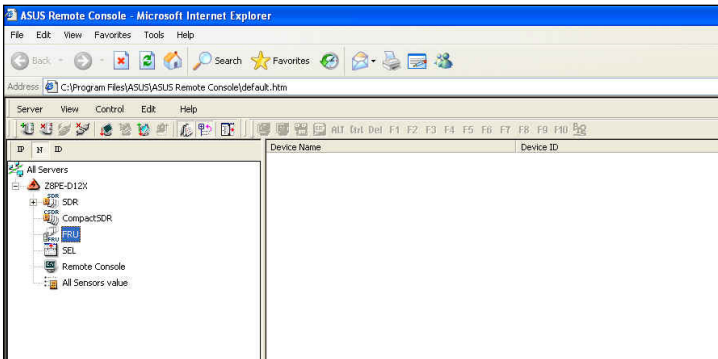 ASUS Remote Console - Microsoft Internet Explorer
File Edit View Favorites Tools Help
Back Search Favorites
Address C:\Program Files\ASUS\ASUS Remote Console\default.htm
Server View Control Edit Help
ALT Ctrl Del F1 F2 F3 F4 F5 F6 F7 F8 F9 F10
IP N ID
Device Name Device ID
All Servers
Z8PE-D12X
SDR
CompactSDR
FRU
SEL
Remote Console
All Sensors value